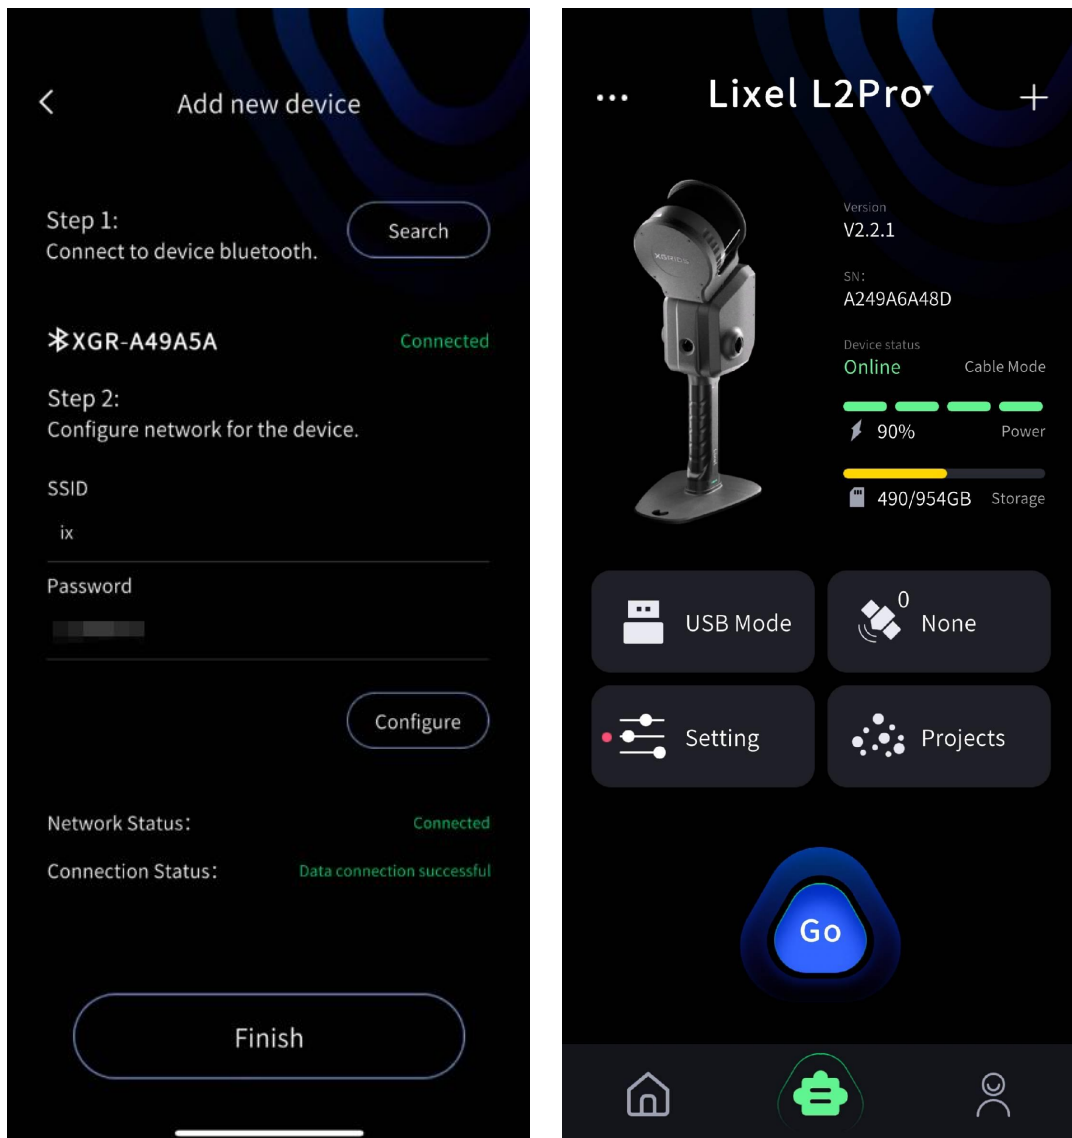 Add new device
Step 1:
Connect to device bluetooth.
Search
XGR-A49A5A
Connected
Step 2:
Configure network for the device.
SSID
ix
Password
Configure
Network Status:
Connected
Connection Status:
Data connection successful
Finish
Lixel L2Pro
XGRIDS
Version
V2.2.1
SN:
A249A6A48D
Device status
Online
Cable Mode
90%
Power
490/954GB
Storage
USB Mode
0
None
Setting
Projects
Go